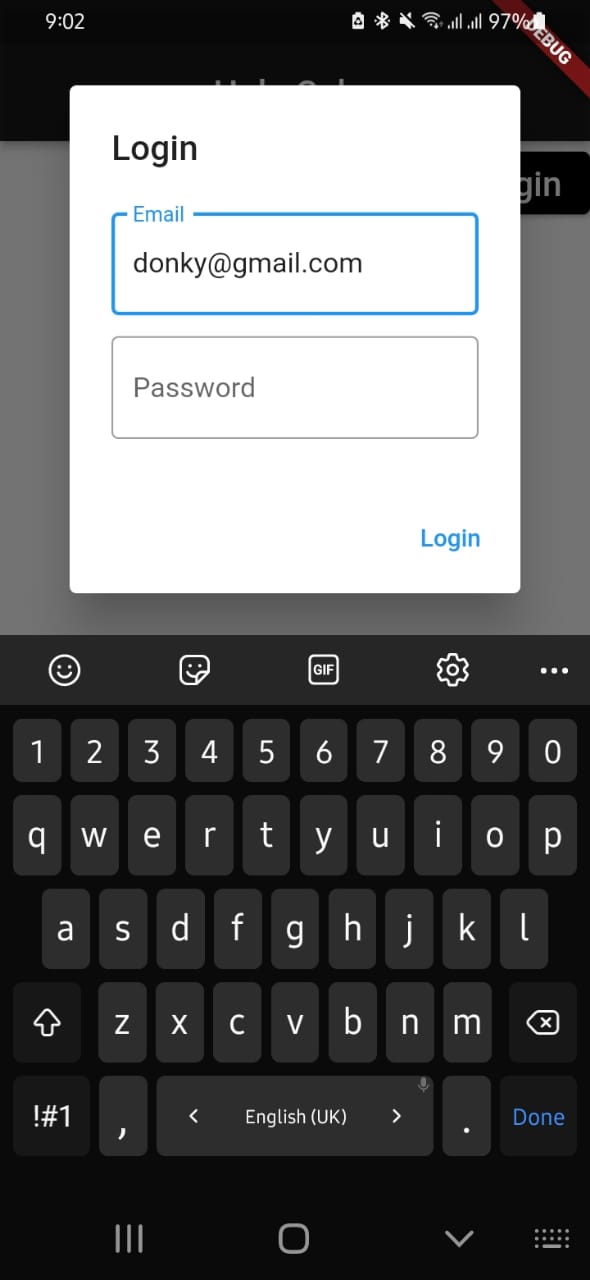 9:02 97%
DEBUG
gin
Login
Email
donky@gmail.com
Password
Login
GIF
1 2 3 4 5 6 7 8 9 0
q w e r t y u i o p
a s d f g h j k l
z x c v b n m
!#1 , < English (UK) > . Done